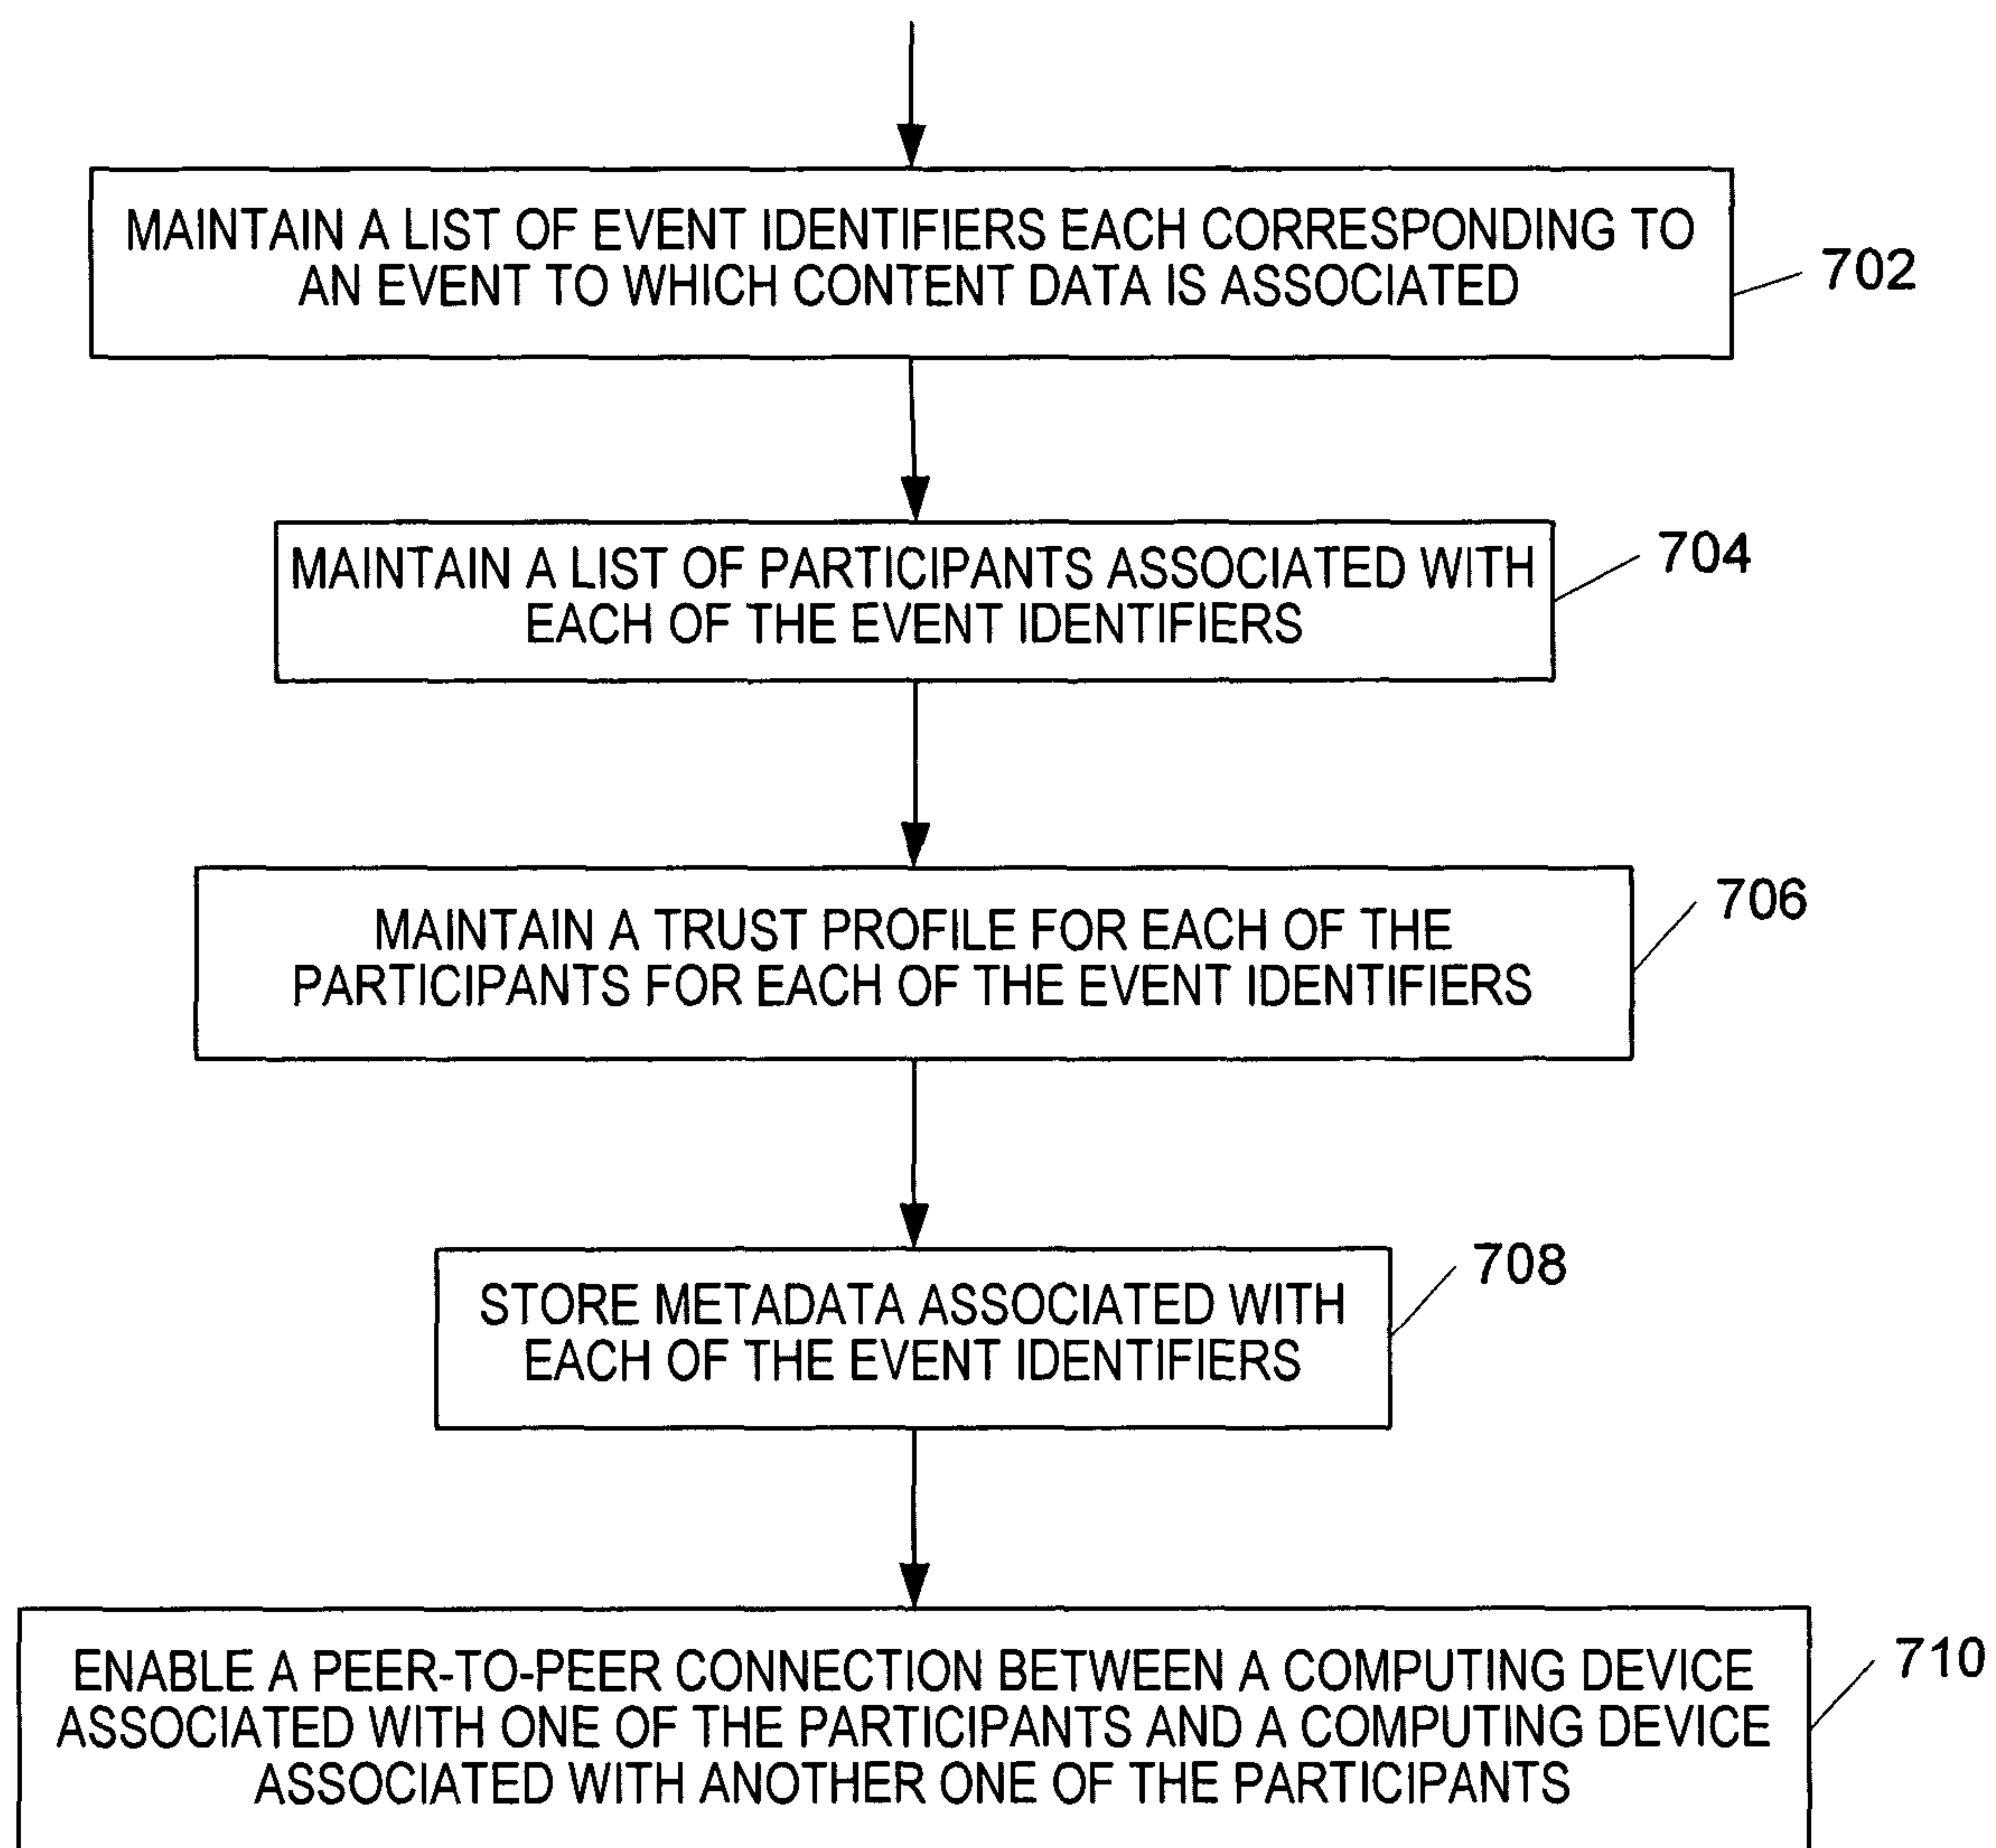 MAINTAIN A LIST OF EVENT IDENTIFIERS EACH CORRESPONDING TO
AN EVENT TO WHICH CONTENT DATA IS ASSOCIATED
702
MAINTAIN A LIST OF PARTICIPANTS ASSOCIATED WITH
EACH OF THE EVENT IDENTIFIERS
704
MAINTAIN A TRUST PROFILE FOR EACH OF THE
PARTICIPANTS FOR EACH OF THE EVENT IDENTIFIERS
706
STORE METADATA ASSOCIATED WITH
EACH OF THE EVENT IDENTIFIERS
708
ENABLE A PEER-TO-PEER CONNECTION BETWEEN A COMPUTING DEVICE
ASSOCIATED WITH ONE OF THE PARTICIPANTS AND A COMPUTING DEVICE
ASSOCIATED WITH ANOTHER ONE OF THE PARTICIPANTS
710